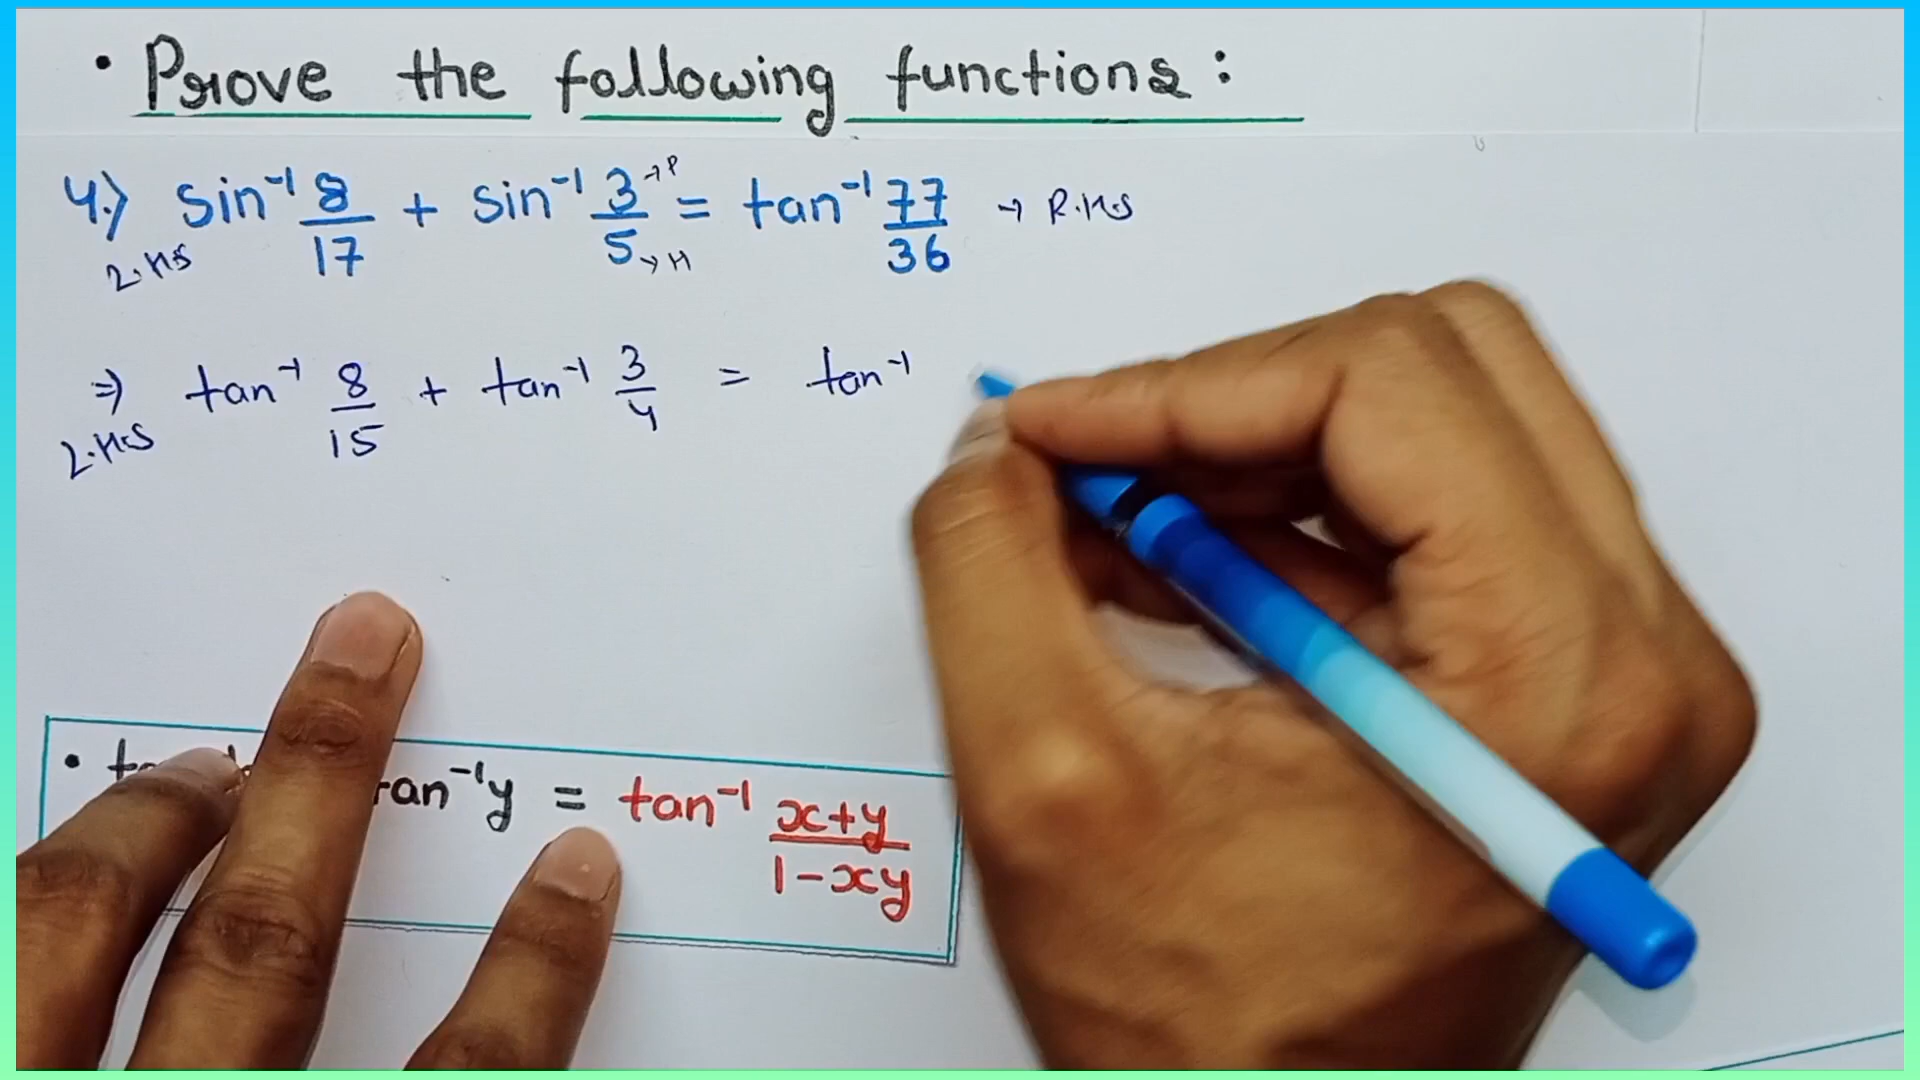 • Prove the following functions :
4.) sin⁻¹ 8/17 + sin⁻¹ 3/5 = tan⁻¹ 77/36 → R.H.S
L.H.S → P → H
⇒ tan⁻¹ 8/15 + tan⁻¹ 3/4 = tan⁻¹
L.H.S
• tan⁻¹y = tan⁻¹ x+y/1-xy